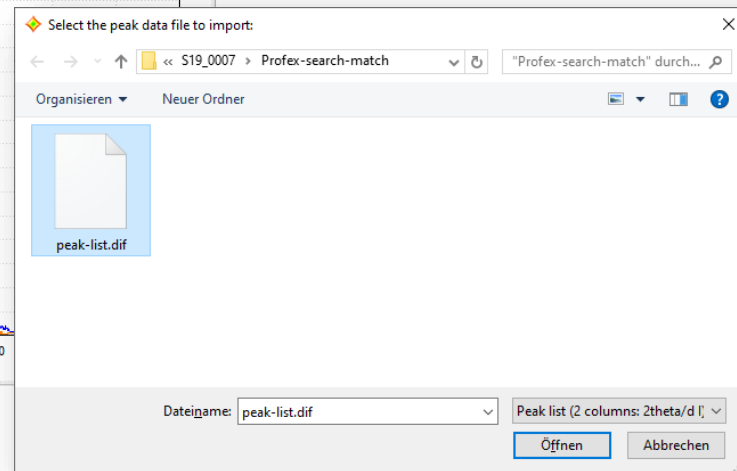 Select the peak data file to import:
« S19_0007 › Profex-search-match
"Profex-search-match" durch...
Organisieren
Neuer Ordner
peak-list.dif
0
Dateiname: peak-list.dif
Peak list (2 columns: 2theta/d I)
Öffnen
Abbrechen